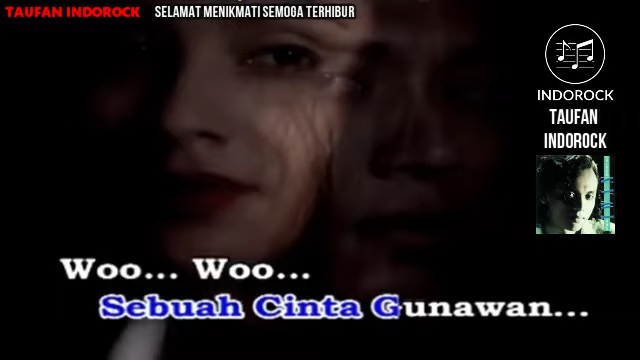 TAUFAN INDOROCK SELAMAT MENIKMATI SEMOGA TERHIBUR
INDOROCK
TAUFAN
INDOROCK
Woo... Woo...
Sebuah Cinta Gunawan...